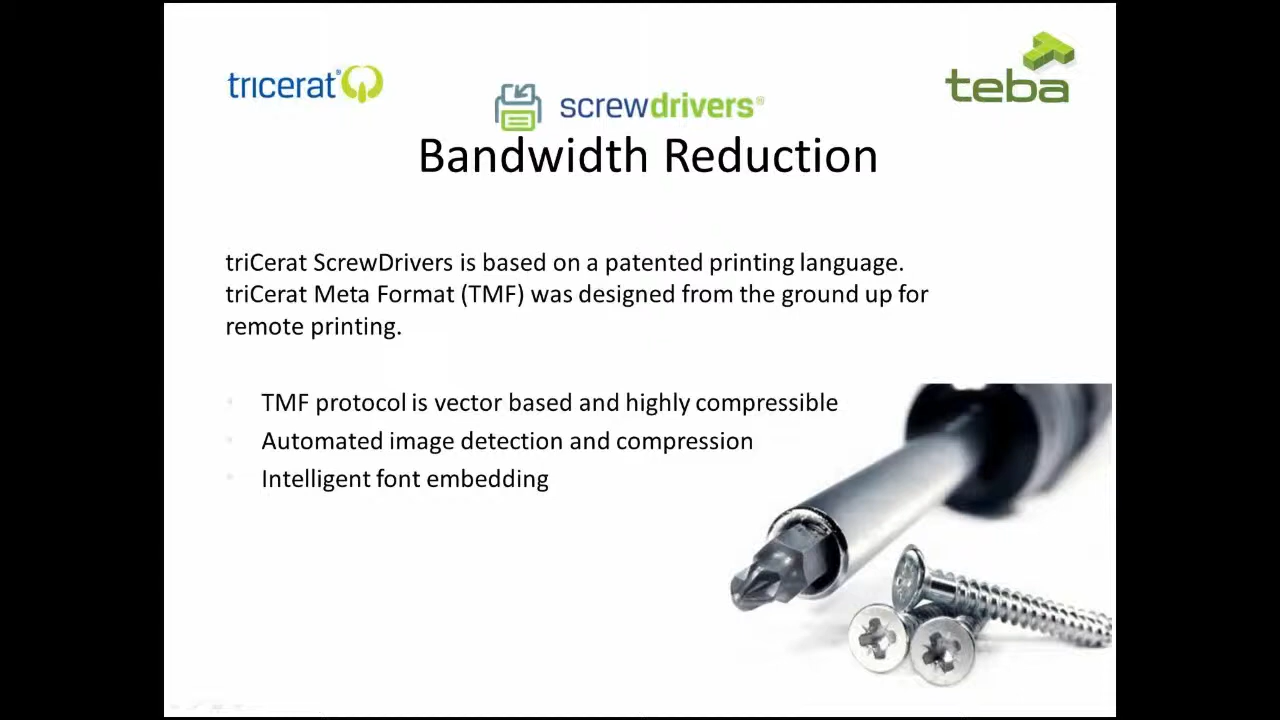 tricerat®
teba
screwdrivers®
Bandwidth Reduction
triCerat ScrewDrivers is based on a patented printing language.
triCerat Meta Format (TMF) was designed from the ground up for
remote printing.
TMF protocol is vector based and highly compressible
Automated image detection and compression
Intelligent font embedding